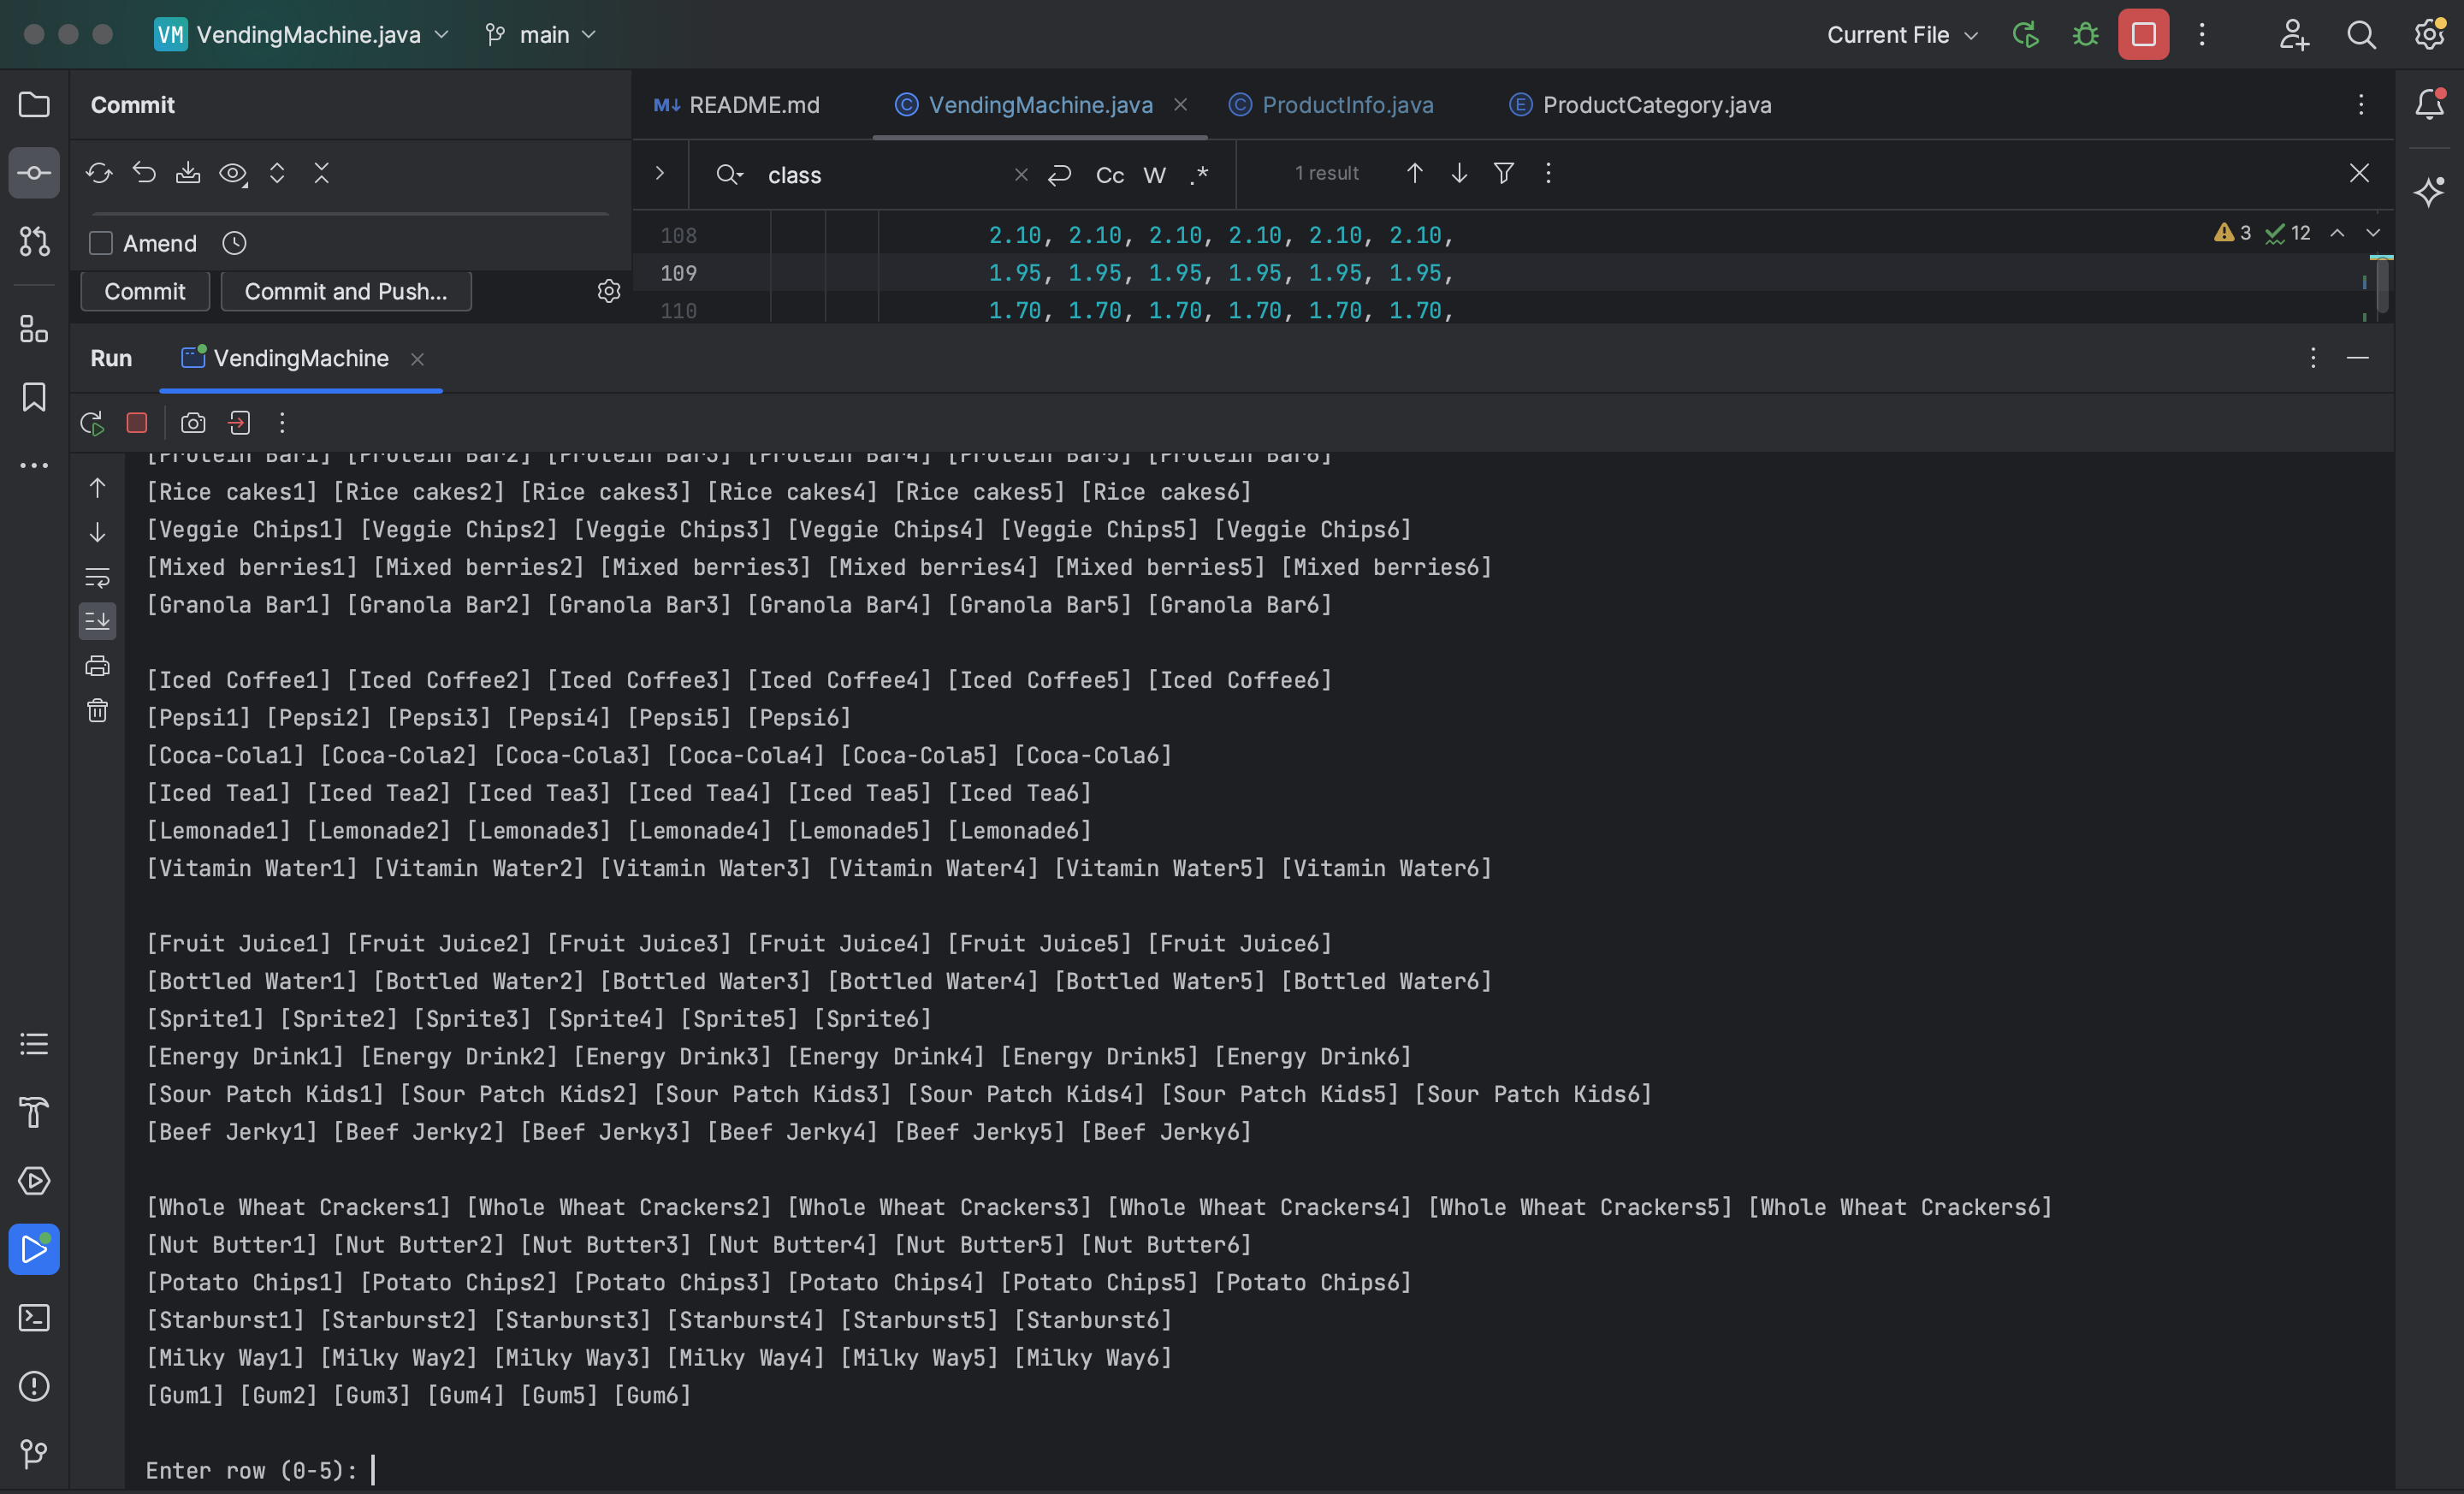 VM VendingMachine.java main Current File
Commit
README.md VendingMachine.java ProductInfo.java ProductCategory.java
class Cc W .* 1 result
Amend
Commit Commit and Push...
108 2.10, 2.10, 2.10, 2.10, 2.10, 2.10, 3 12
109 1.95, 1.95, 1.95, 1.95, 1.95, 1.95,
110 1.70, 1.70, 1.70, 1.70, 1.70, 1.70,
Run VendingMachine
[Protein Bar1] [Protein Bar2] [Protein Bar3] [Protein Bar4] [Protein Bar5] [Protein Bar6]
[Rice cakes1] [Rice cakes2] [Rice cakes3] [Rice cakes4] [Rice cakes5] [Rice cakes6]
[Veggie Chips1] [Veggie Chips2] [Veggie Chips3] [Veggie Chips4] [Veggie Chips5] [Veggie Chips6]
[Mixed berries1] [Mixed berries2] [Mixed berries3] [Mixed berries4] [Mixed berries5] [Mixed berries6]
[Granola Bar1] [Granola Bar2] [Granola Bar3] [Granola Bar4] [Granola Bar5] [Granola Bar6]
[Iced Coffee1] [Iced Coffee2] [Iced Coffee3] [Iced Coffee4] [Iced Coffee5] [Iced Coffee6]
[Pepsi1] [Pepsi2] [Pepsi3] [Pepsi4] [Pepsi5] [Pepsi6]
[Coca-Cola1] [Coca-Cola2] [Coca-Cola3] [Coca-Cola4] [Coca-Cola5] [Coca-Cola6]
[Iced Tea1] [Iced Tea2] [Iced Tea3] [Iced Tea4] [Iced Tea5] [Iced Tea6]
[Lemonade1] [Lemonade2] [Lemonade3] [Lemonade4] [Lemonade5] [Lemonade6]
[Vitamin Water1] [Vitamin Water2] [Vitamin Water3] [Vitamin Water4] [Vitamin Water5] [Vitamin Water6]
[Fruit Juice1] [Fruit Juice2] [Fruit Juice3] [Fruit Juice4] [Fruit Juice5] [Fruit Juice6]
[Bottled Water1] [Bottled Water2] [Bottled Water3] [Bottled Water4] [Bottled Water5] [Bottled Water6]
[Sprite1] [Sprite2] [Sprite3] [Sprite4] [Sprite5] [Sprite6]
[Energy Drink1] [Energy Drink2] [Energy Drink3] [Energy Drink4] [Energy Drink5] [Energy Drink6]
[Sour Patch Kids1] [Sour Patch Kids2] [Sour Patch Kids3] [Sour Patch Kids4] [Sour Patch Kids5] [Sour Patch Kids6]
[Beef Jerky1] [Beef Jerky2] [Beef Jerky3] [Beef Jerky4] [Beef Jerky5] [Beef Jerky6]
[Whole Wheat Crackers1] [Whole Wheat Crackers2] [Whole Wheat Crackers3] [Whole Wheat Crackers4] [Whole Wheat Crackers5] [Whole Wheat Crackers6]
[Nut Butter1] [Nut Butter2] [Nut Butter3] [Nut Butter4] [Nut Butter5] [Nut Butter6]
[Potato Chips1] [Potato Chips2] [Potato Chips3] [Potato Chips4] [Potato Chips5] [Potato Chips6]
[Starburst1] [Starburst2] [Starburst3] [Starburst4] [Starburst5] [Starburst6]
[Milky Way1] [Milky Way2] [Milky Way3] [Milky Way4] [Milky Way5] [Milky Way6]
[Gum1] [Gum2] [Gum3] [Gum4] [Gum5] [Gum6]
Enter row (0-5):